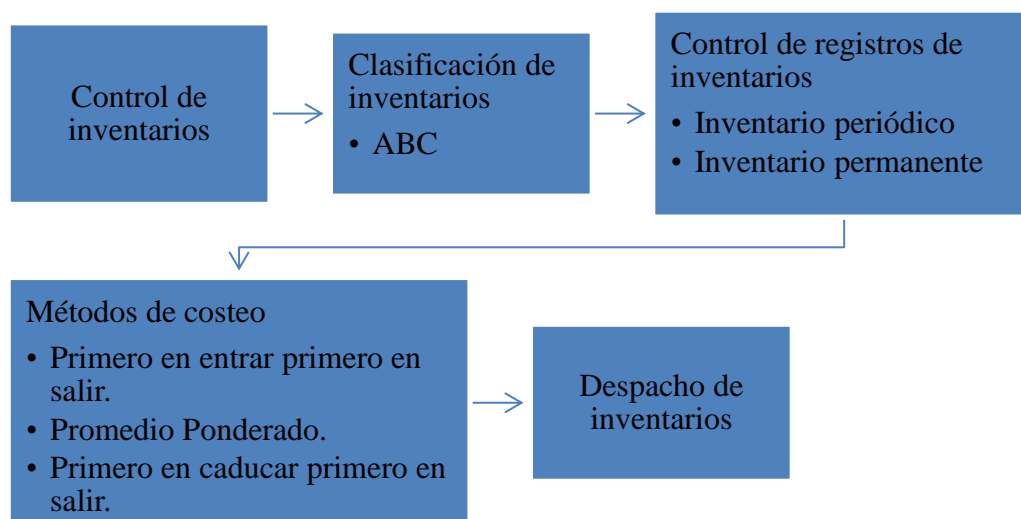 Control de
inventarios
Clasificación de
inventarios
• ABC
Control de registros de
inventarios
• Inventario periódico
• Inventario permanente
Métodos de costeo
• Primero en entrar primero en
salir.
• Promedio Ponderado.
• Primero en caducar primero en
salir.
Despacho de
inventarios